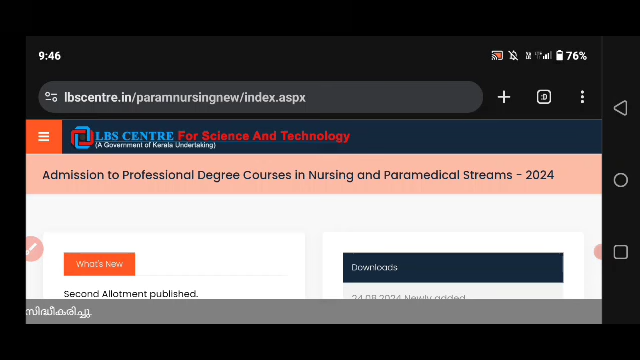 9:46
76%
lbscentre.in/paramnursingnew/index.aspx
:D
LBS CENTRE For Science And Technology
(A Government of Kerala Undertaking)
Admission to Professional Degree Courses in Nursing and Paramedical Streams - 2024
What's New
Downloads
Second Allotment published.
24.08.2024 Newly added
സിദ്ധീകരിച്ചു.